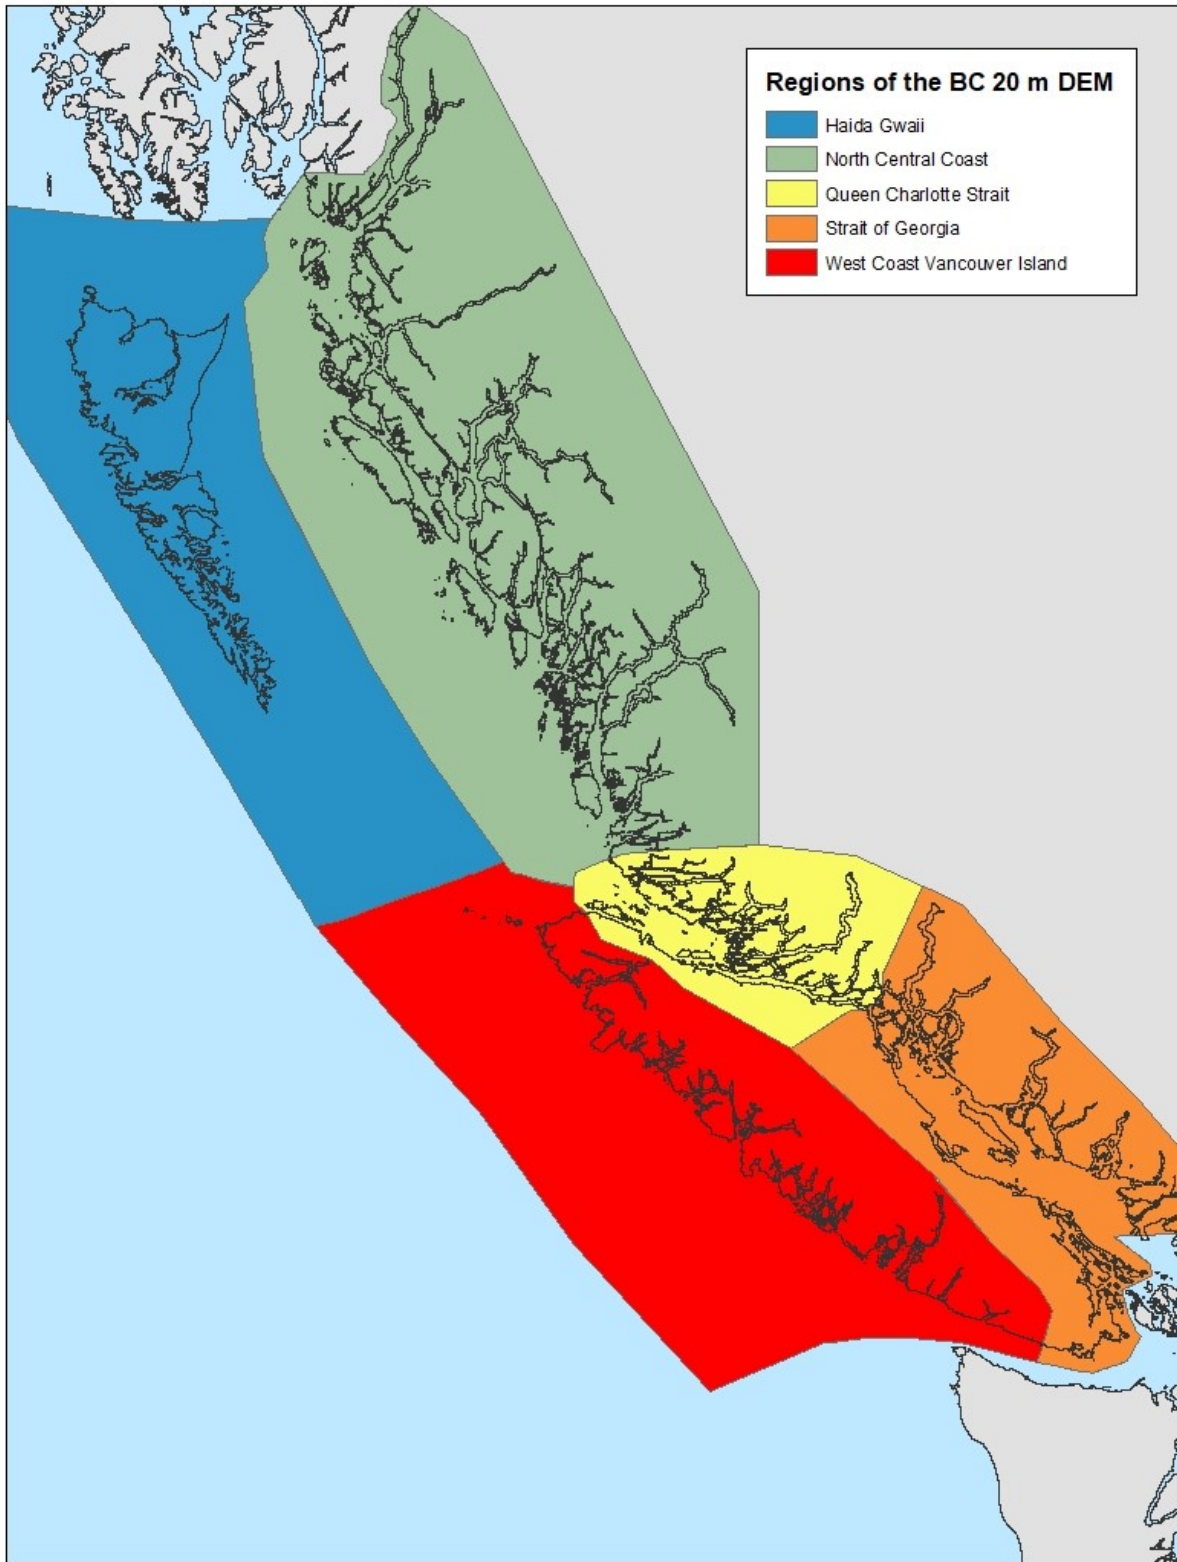 Regions of the BC 20 m DEM
Haida Gwaii
North Central Coast
Queen Charlotte Strait
Strait of Georgia
West Coast Vancouver Island